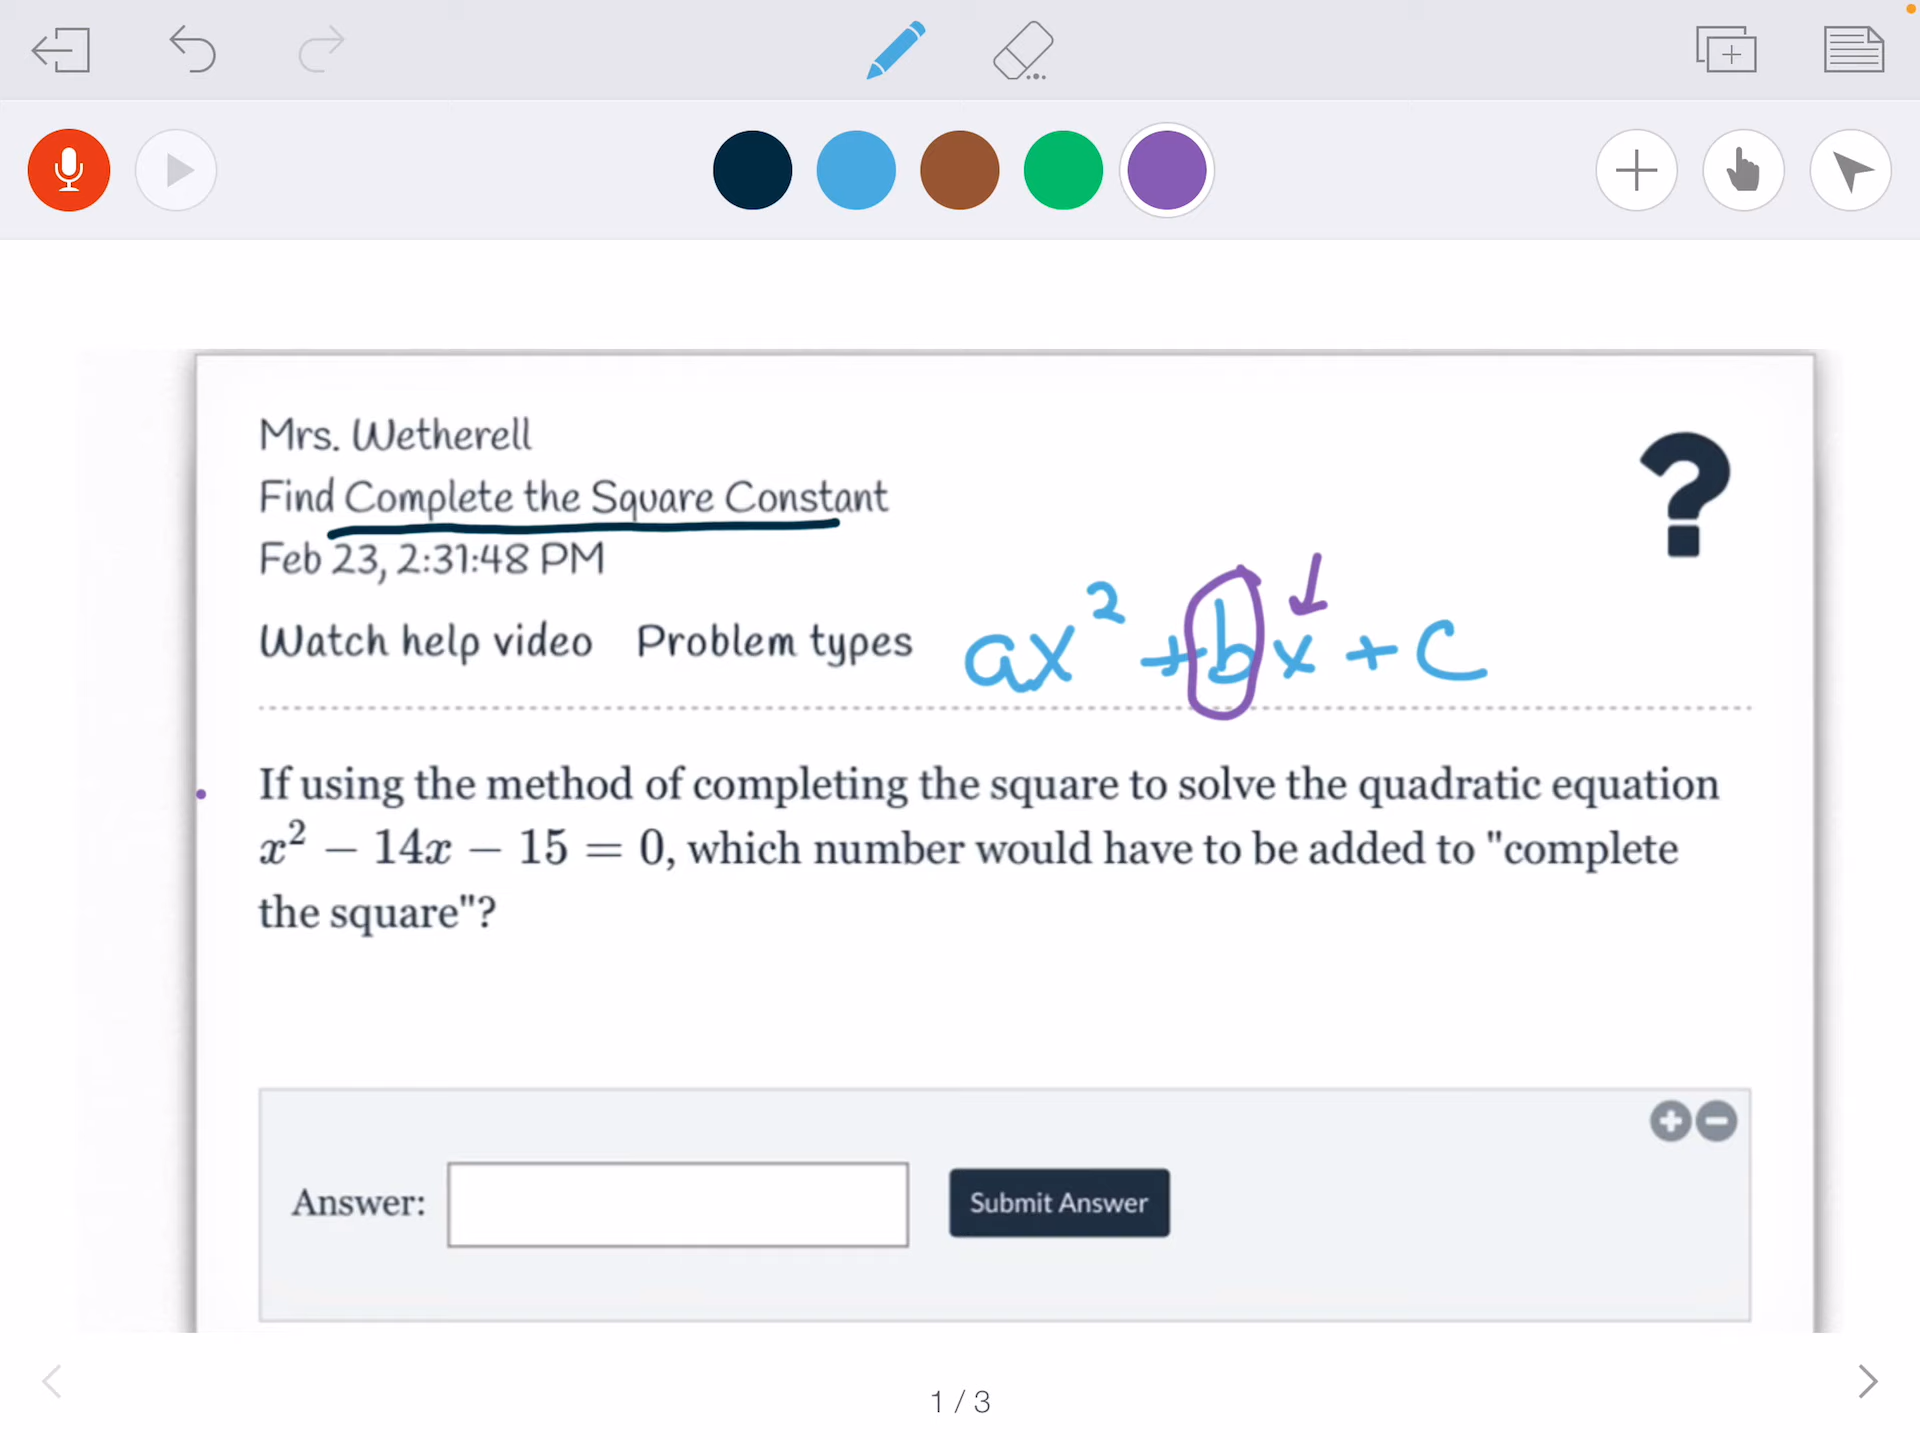 Mrs. Wetherell
Find Complete the Square Constant
Feb 23, 2:31:48 PM
Watch help video Problem types
ax² + bx + c
If using the method of completing the square to solve the quadratic equation
x² − 14x − 15 = 0, which number would have to be added to "complete
the square"?
Answer:
Submit Answer
1 / 3